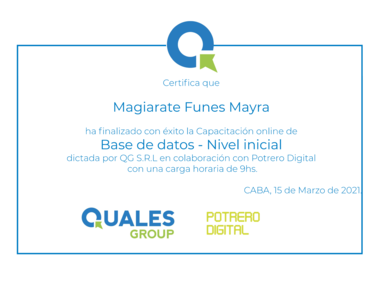 Certifica que
Magiarate Funes Mayra
ha finalizado con éxito la Capacitación online de
Base de datos - Nivel inicial
dictada por QG S.R.L en colaboración con Potrero Digital
con una carga horaria de 9hs.
CABA, 15 de Marzo de 2021.
QUALES
GROUP
POTRERO
DIGITAL